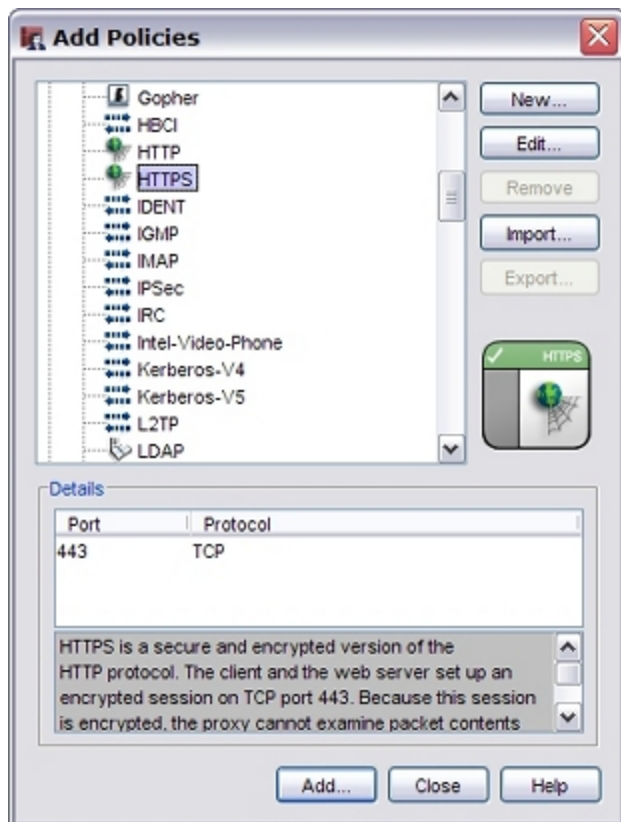 Add Policies
Gopher
HBCI
HTTP
HTTPS
IDENT
IGMP
IMAP
IPSec
IRC
Intel-Video-Phone
Kerberos-V4
Kerberos-V5
L2TP
LDAP
New...
Edit...
Remove
Import...
Export...
HTTPS
Details
Port Protocol
443 TCP
HTTPS is a secure and encrypted version of the
HTTP protocol. The client and the web server set up an
encrypted session on TCP port 443. Because this session
is encrypted, the proxy cannot examine packet contents
Add... Close Help